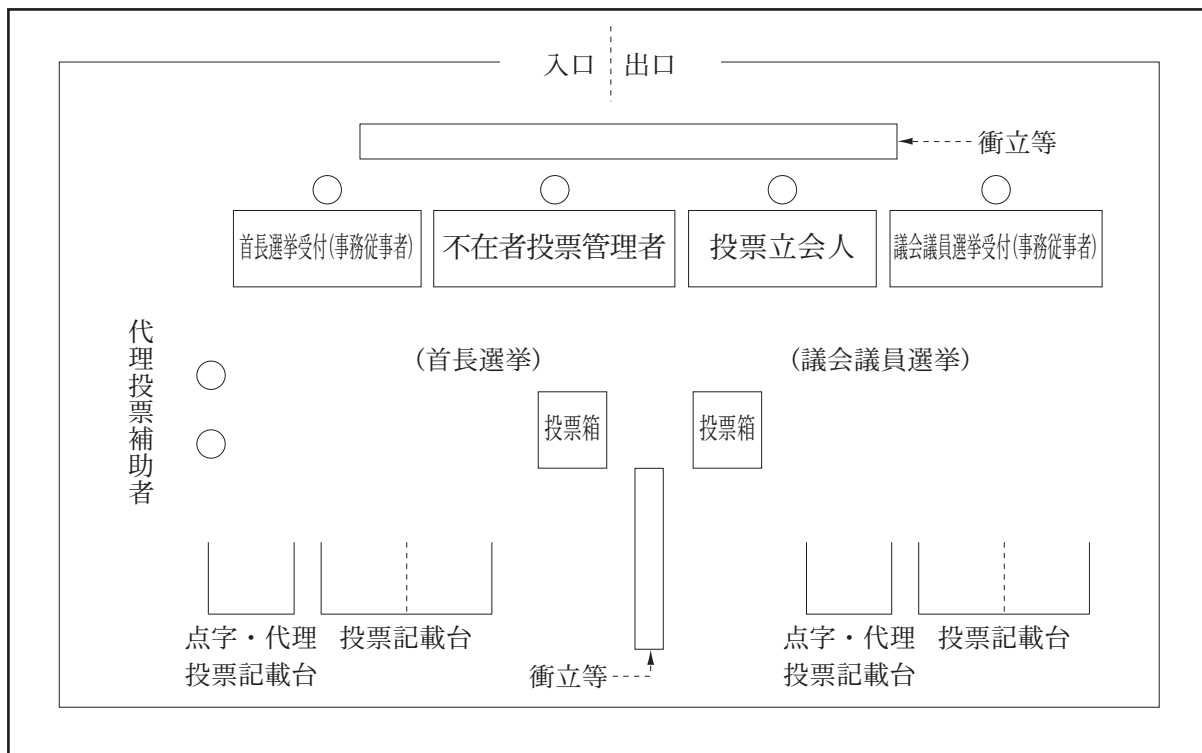 入口 出口
衝立等
首長選挙受付(事務従事者)
不在者投票管理者
投票立会人
議会議員選挙受付(事務従事者)
代理投票補助者
(首長選挙)
(議会議員選挙)
投票箱
投票箱
点字・代理
投票記載台
投票記載台
点字・代理
投票記載台
投票記載台
衝立等